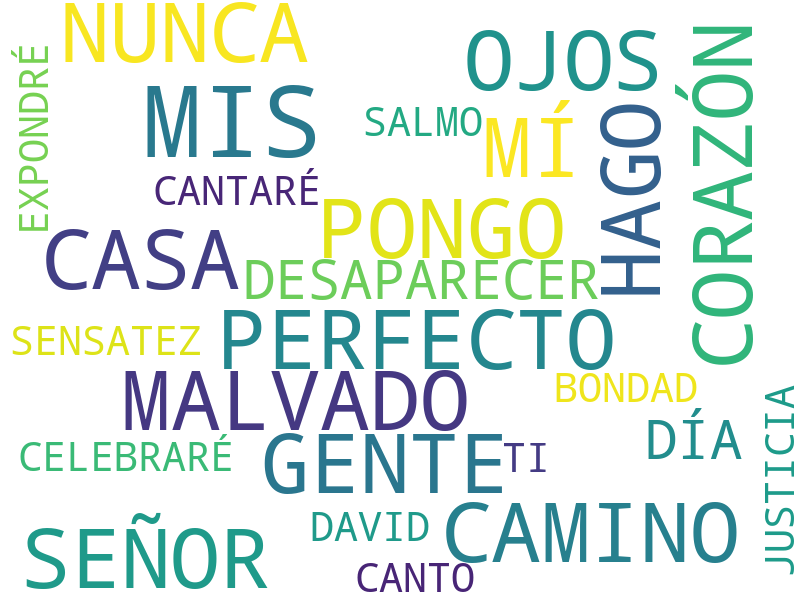 NUNCA
OJOS
EXPONDRÉ
MIS
SALMO
MÍ
HAGO
CORAZÓN
CANTARÉ
PONGO
CASA
DESAPARECER
SENSATEZ
PERFECTO
MALVADO
BONDAD
JUSTICIA
DÍA
CELEBRARÉ
GENTE
TI
DAVID
CAMINO
SEÑOR
CANTO